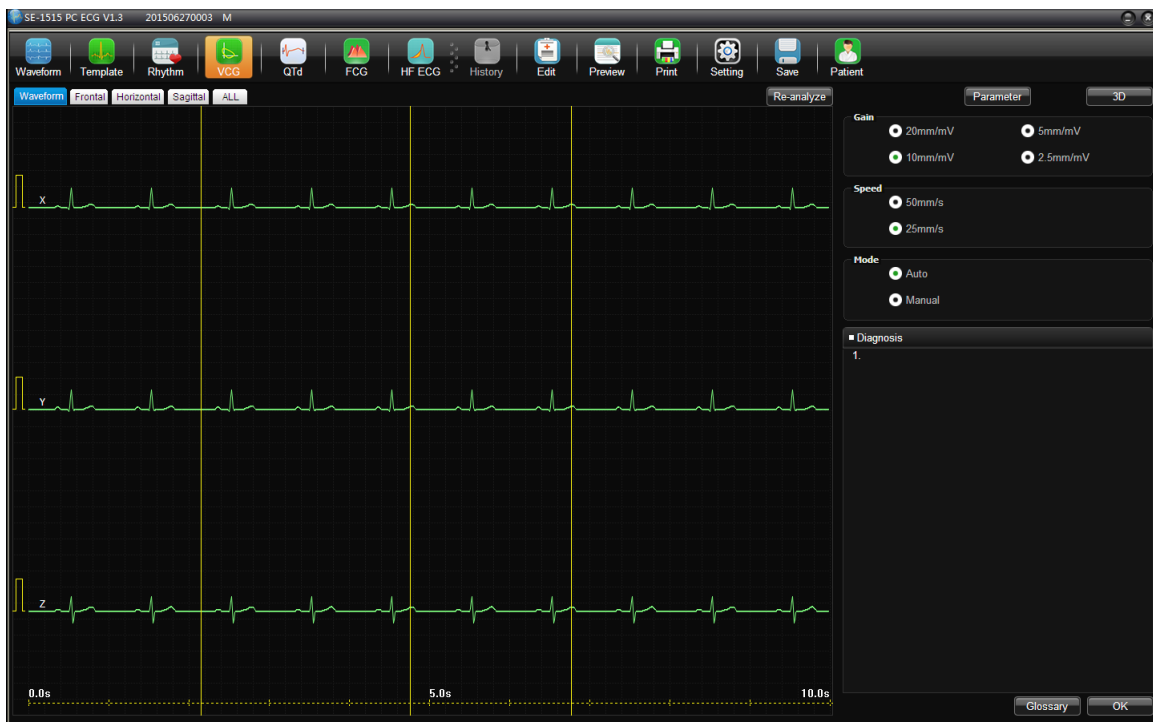 SE-1515 PC ECG V1.3 201506270003 M
Waveform Template Rhythm VCG QTd FCG HF ECG History Edit Preview Print Setting Save Patient
Waveform Frontal Horizontal Sagittal ALL Re-analyze Parameter 3D
Gain
20mm/mV 5mm/mV
10mm/mV 2.5mm/mV
Speed
50mm/s
25mm/s
Mode
Auto
Manual
Diagnosis
1.
X
Y
Z
0.0s 5.0s 10.0s
Glossary OK